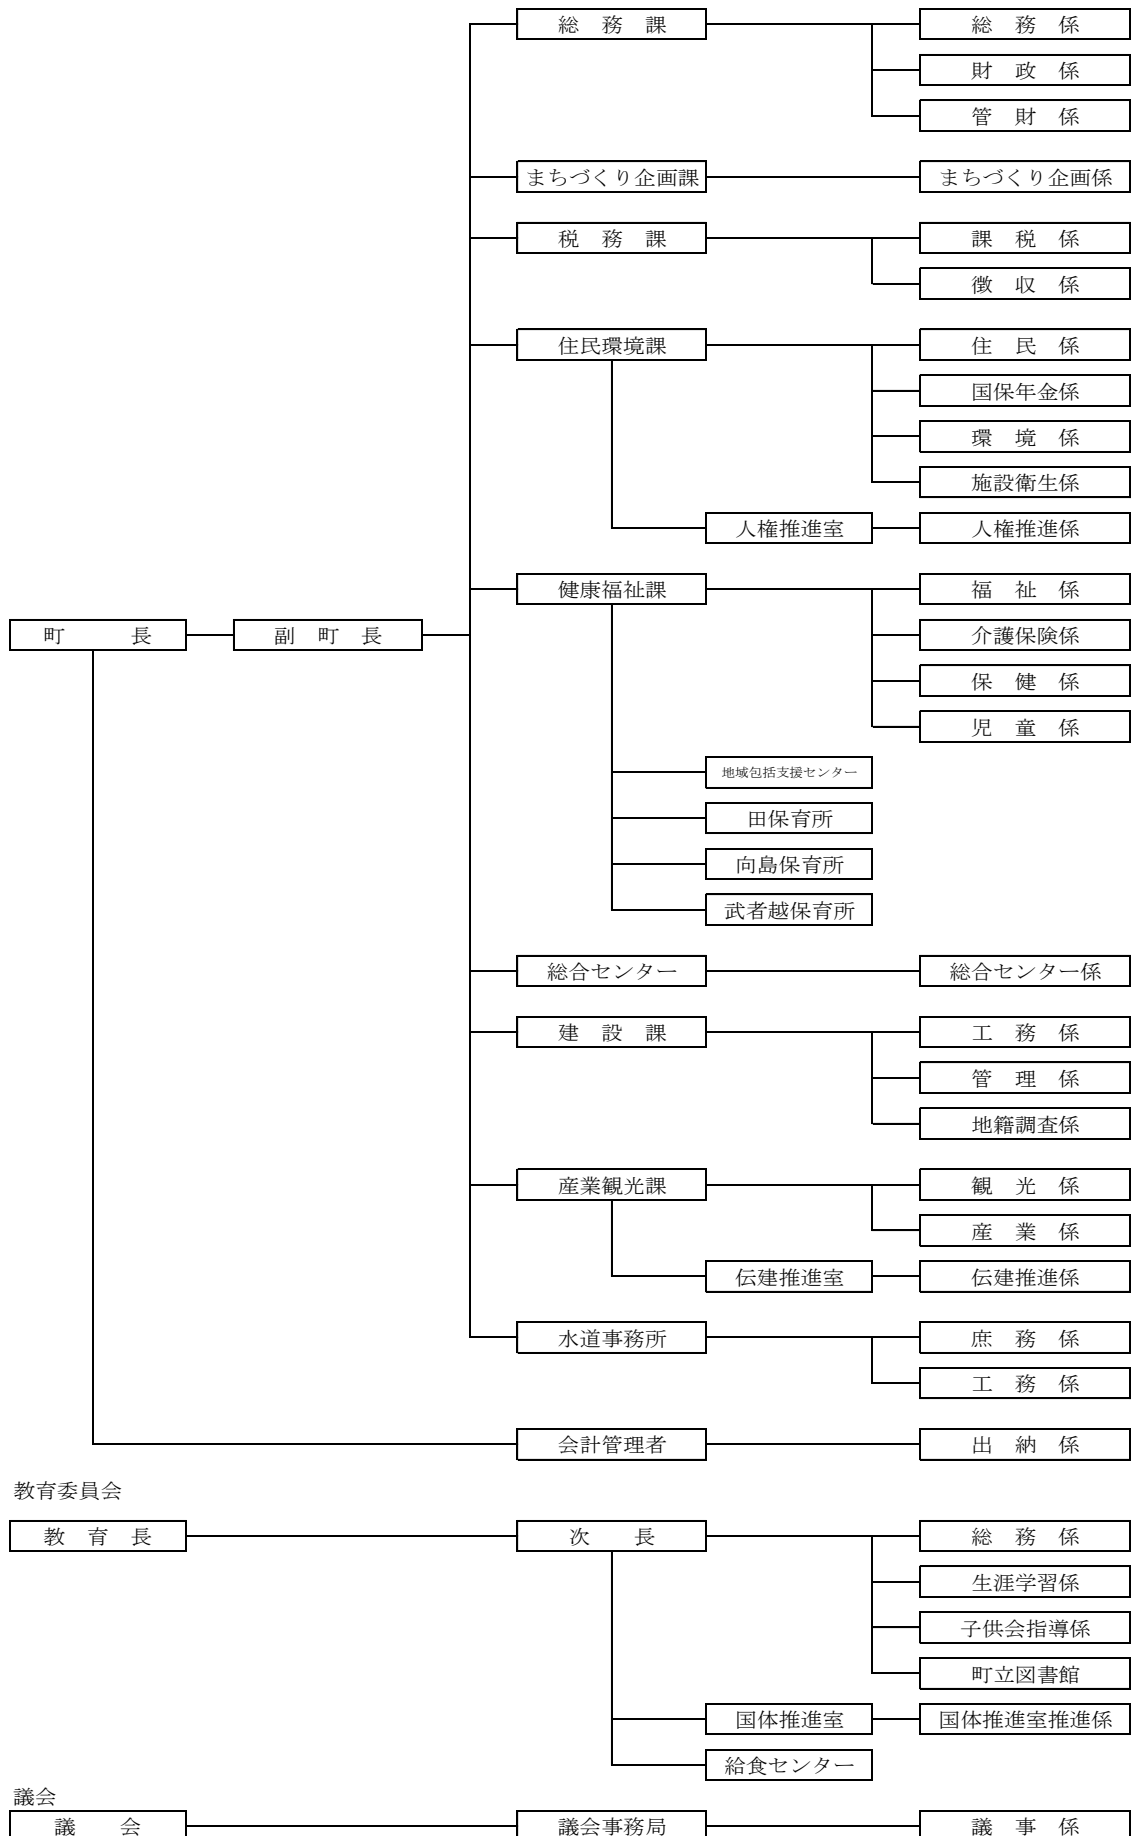 総　務　課　総　務　係
財　政　係
管　財　係
まちづくり企画課　まちづくり企画係
税　務　課　課　税　係
徴　収　係
住民環境課　住　民　係
国保年金係
環　境　係
施設衛生係
人権推進室　人権推進係
健康福祉課　福　祉　係
町　　　長　副　町　長　介護保険係
保　健　係
児　童　係
地域包括支援センター
田保育所
向島保育所
武者越保育所
総合センター　総合センター係
建　設　課　工　務　係
管　理　係
地籍調査係
産業観光課　観　光　係
産　業　係
伝建推進室　伝建推進係
水道事務所　庶　務　係
工　務　係
会計管理者　出　納　係
教育委員会
教　育　長　次　　長　総　務　係
生涯学習係
子供会指導係
町立図書館
国体推進室　国体推進室推進係
給食センター
議会
議　　会　議会事務局　議　事　係